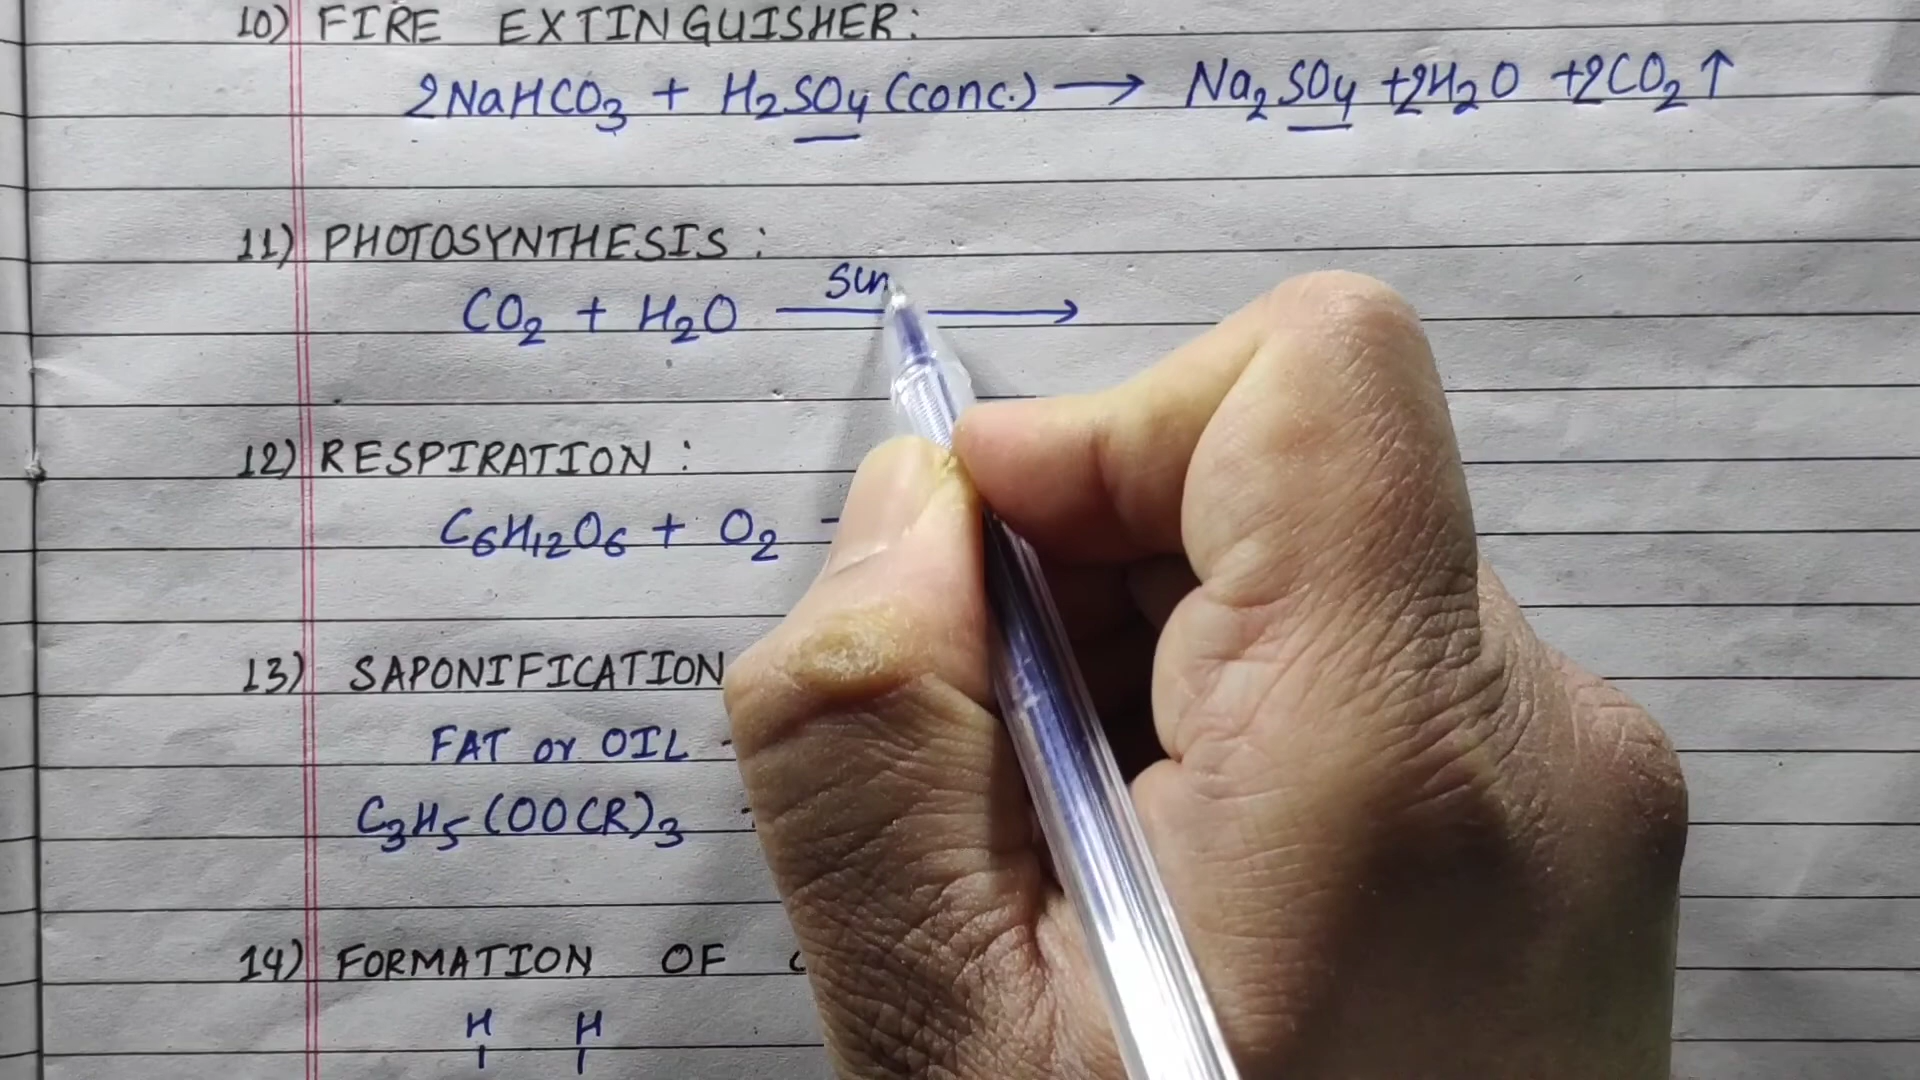 10) FIRE EXTINGUISHER:
2NaHCO₃ + H₂SO₄ (conc.) → Na₂SO₄ + 2H₂O + 2CO₂↑
11) PHOTOSYNTHESIS:
Sun
CO₂ + H₂O →
12) RESPIRATION:
C₆H₁₂O₆ + O₂
13) SAPONIFICATION
FAT or OIL
C₃H₅(OOCR)₃
14) FORMATION OF
H H